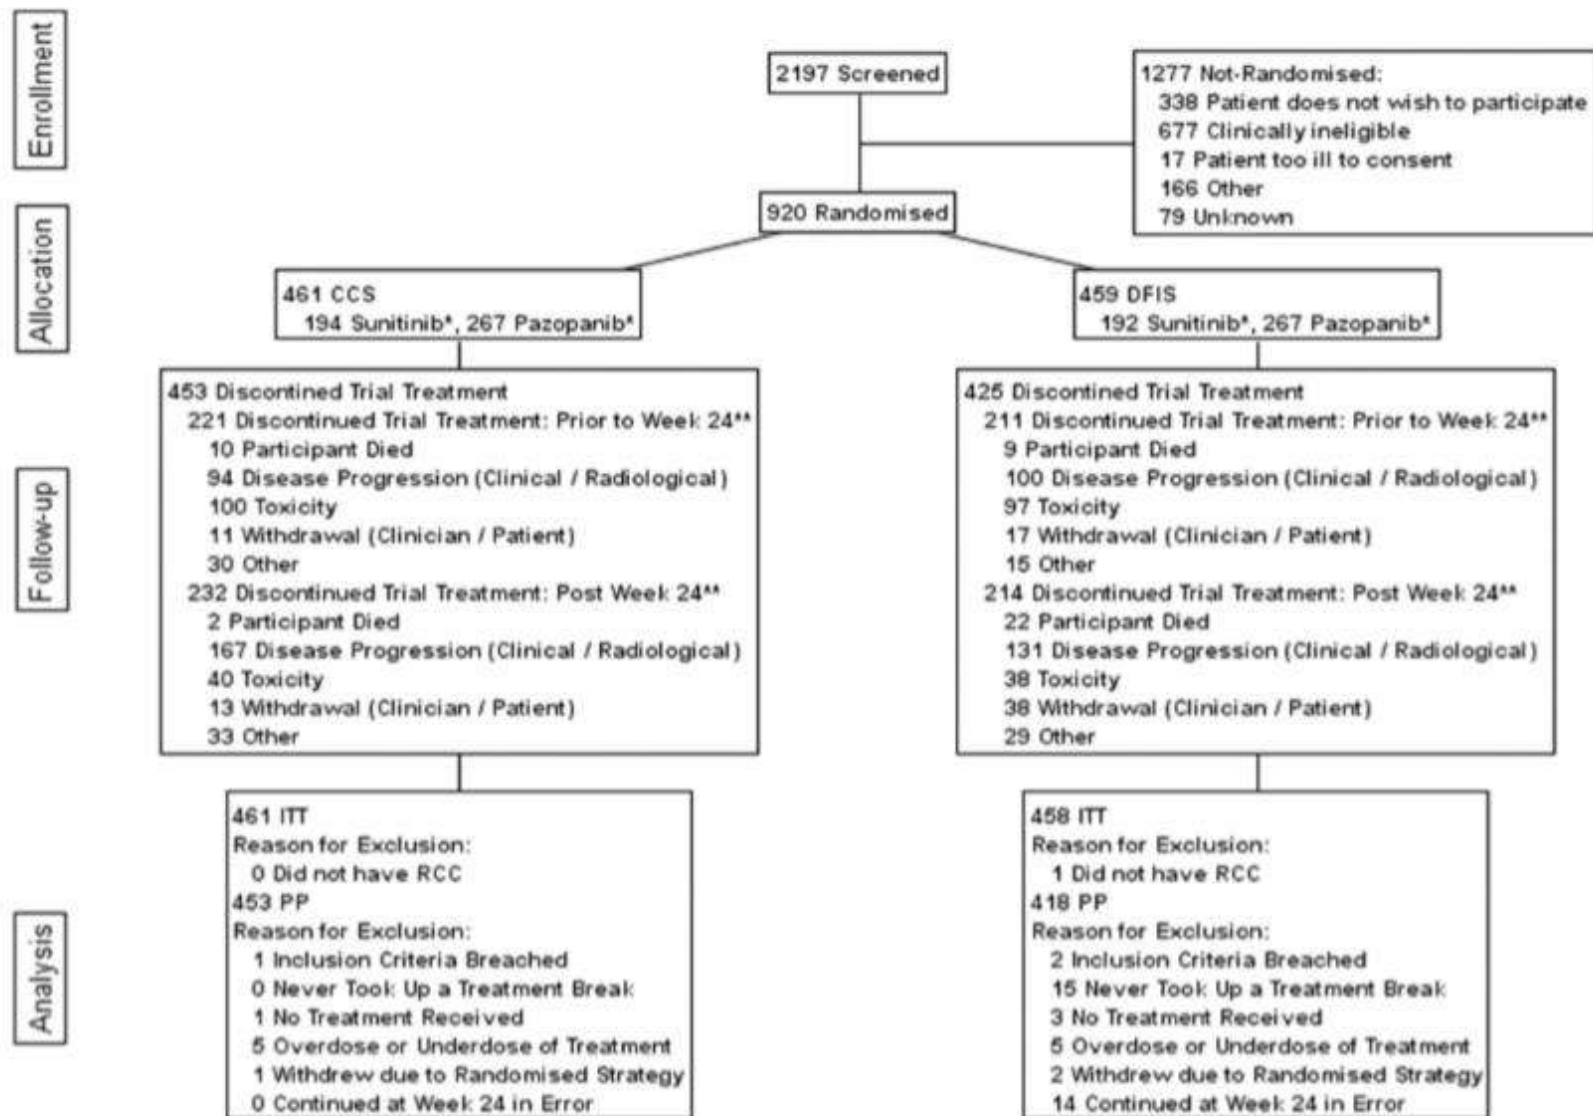 Enrollment
2197 Screened
1277 Not-Randomised:
338 Patient does not wish to participate
677 Clinically ineligible
17 Patient too ill to consent
166 Other
79 Unknown
920 Randomised
Allocation
461 CCS
194 Sunitinib*, 267 Pazopanib*
459 DFIS
192 Sunitinib*, 267 Pazopanib*
Follow-up
453 Discontined Trial Treatment
221 Discontinued Trial Treatment: Prior to Week 24**
10 Participant Died
94 Disease Progression (Clinical / Radiological)
100 Toxicity
11 Withdrawal (Clinician / Patient)
30 Other
232 Discontinued Trial Treatment: Post Week 24**
2 Participant Died
167 Disease Progression (Clinical / Radiological)
40 Toxicity
13 Withdrawal (Clinician / Patient)
33 Other
425 Discontined Trial Treatment
211 Discontinued Trial Treatment: Prior to Week 24**
9 Participant Died
100 Disease Progression (Clinical / Radiological)
97 Toxicity
17 Withdrawal (Clinician / Patient)
15 Other
214 Discontinued Trial Treatment: Post Week 24**
22 Participant Died
131 Disease Progression (Clinical / Radiological)
38 Toxicity
38 Withdrawal (Clinician / Patient)
29 Other
Analysis
461 ITT
Reason for Exclusion:
0 Did not have RCC
453 PP
Reason for Exclusion:
1 Inclusion Criteria Breached
0 Never Took Up a Treatment Break
1 No Treatment Received
5 Overdose or Underdose of Treatment
1 Withdrew due to Randomised Strategy
0 Continued at Week 24 in Error
458 ITT
Reason for Exclusion:
1 Did not have RCC
418 PP
Reason for Exclusion:
2 Inclusion Criteria Breached
15 Never Took Up a Treatment Break
3 No Treatment Received
5 Overdose or Underdose of Treatment
2 Withdrew due to Randomised Strategy
14 Continued at Week 24 in Error